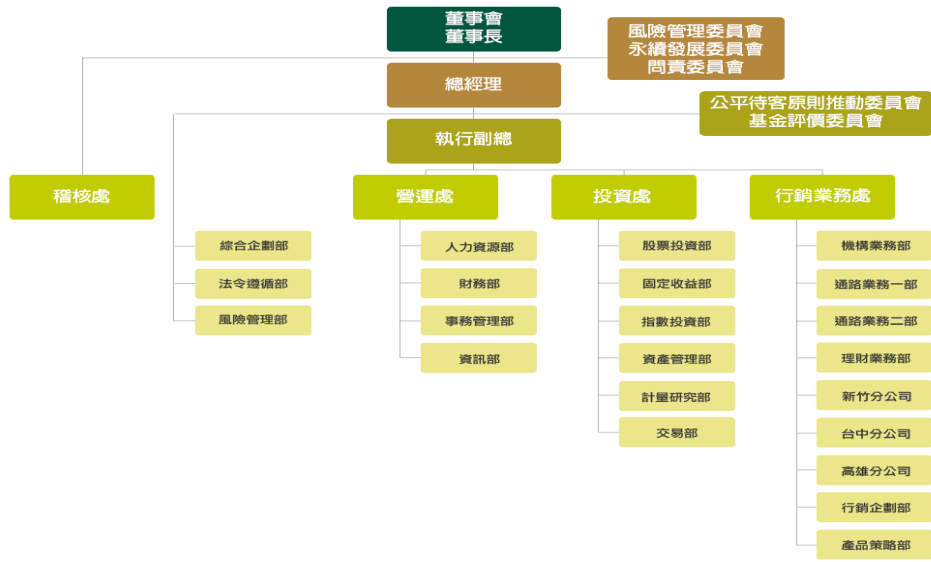 董事會
董事長
風險管理委員會
永續發展委員會
問責委員會
總經理
公平待客原則推動委員會
基金評價委員會
執行副總
稽核處
營運處
投資處
行銷業務處
綜合企劃部
法令遵循部
風險管理部
人力資源部
財務部
事務管理部
資訊部
股票投資部
固定收益部
指數投資部
資產管理部
計量研究部
交易部
機構業務部
通路業務一部
通路業務二部
理財業務部
新竹分公司
台中分公司
高雄分公司
行銷企劃部
產品策略部